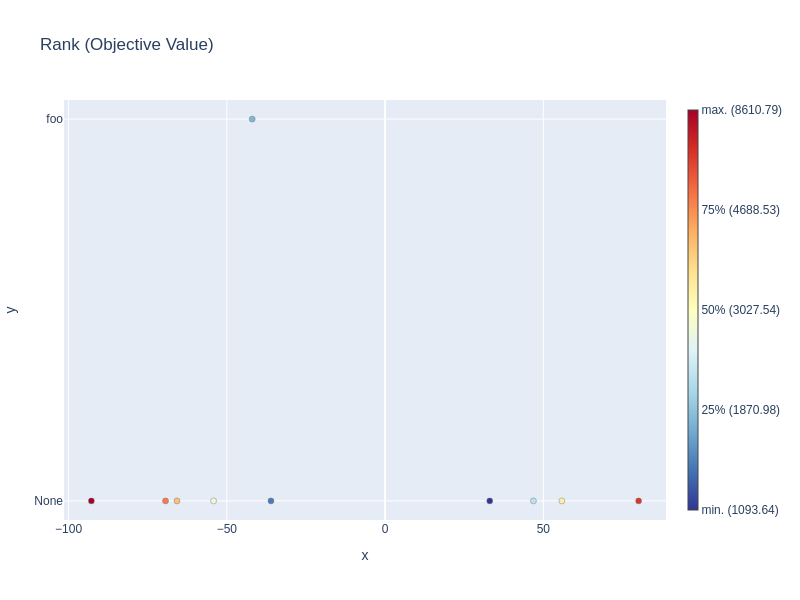 Rank (Objective Value)
foo
None
y
−100
−50
0
50
x
max. (8610.79)
75% (4688.53)
50% (3027.54)
25% (1870.98)
min. (1093.64)